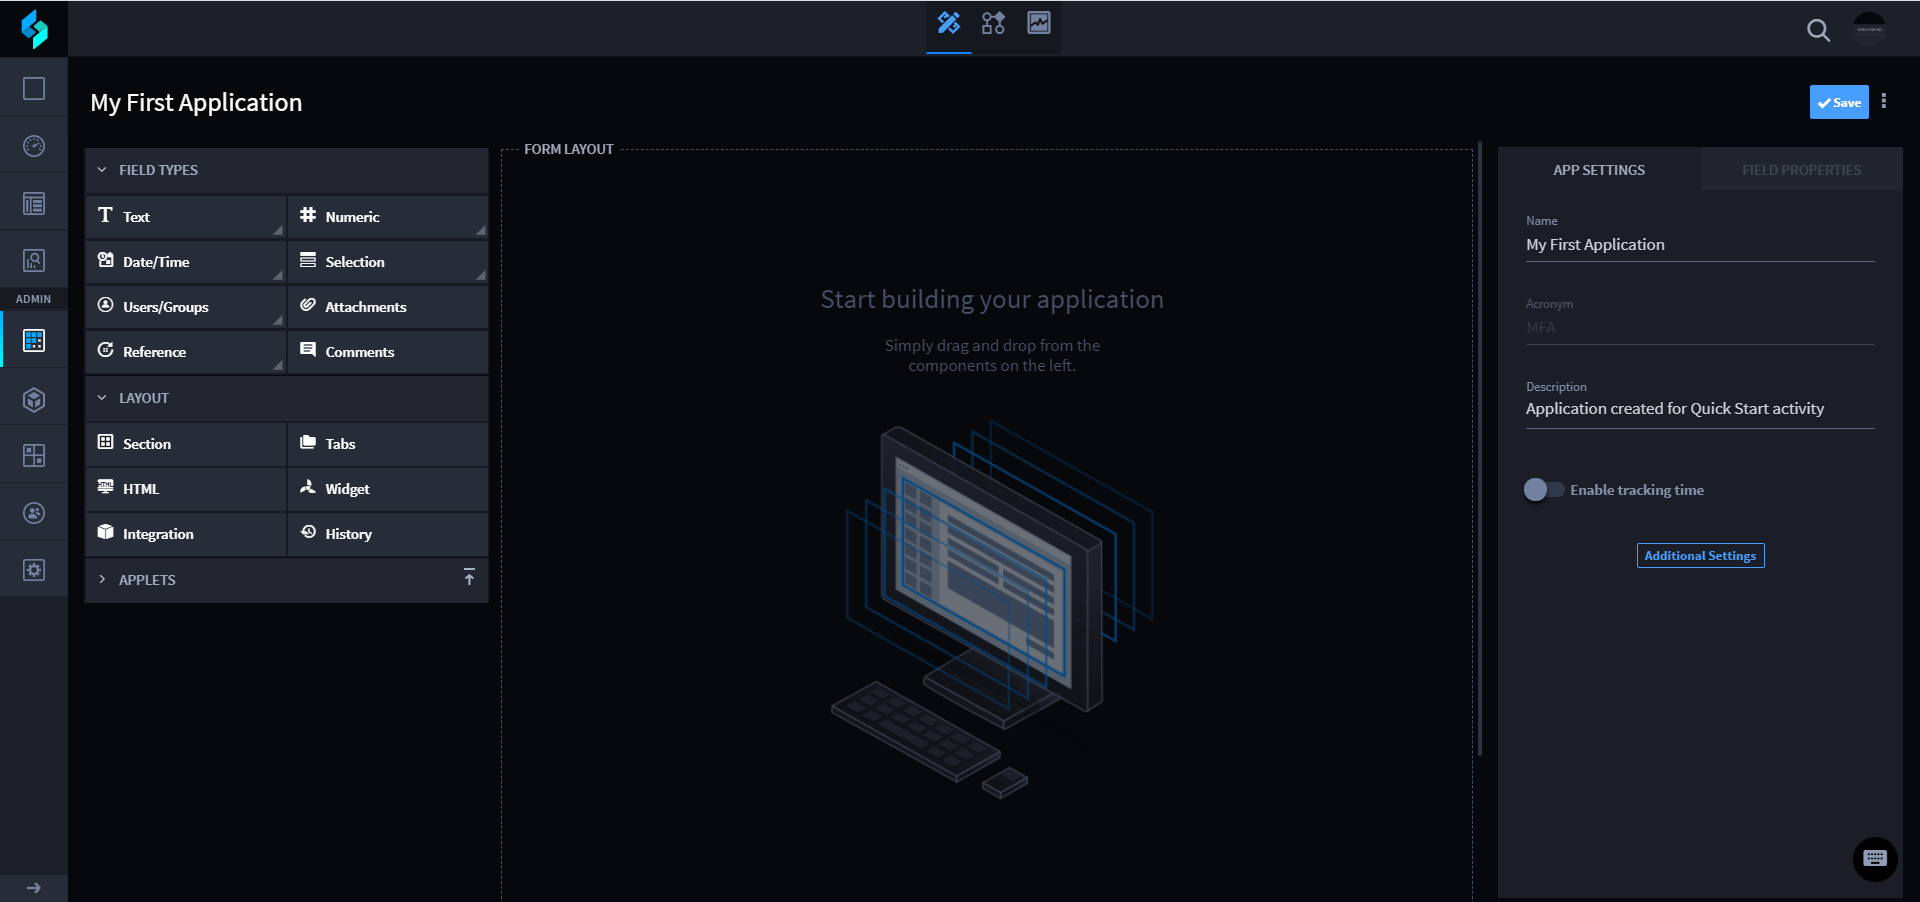 My First Application
Save
ADMIN
FIELD TYPES
Text
Numeric
Date/Time
Selection
Users/Groups
Attachments
Reference
Comments
LAYOUT
Section
Tabs
HTML
Widget
Integration
History
APPLETS
FORM LAYOUT
Start building your application
Simply drag and drop from the
components on the left.
APP SETTINGS
FIELD PROPERTIES
Name
My First Application
Acronym
MFA
Description
Application created for Quick Start activity
Enable tracking time
Additional Settings